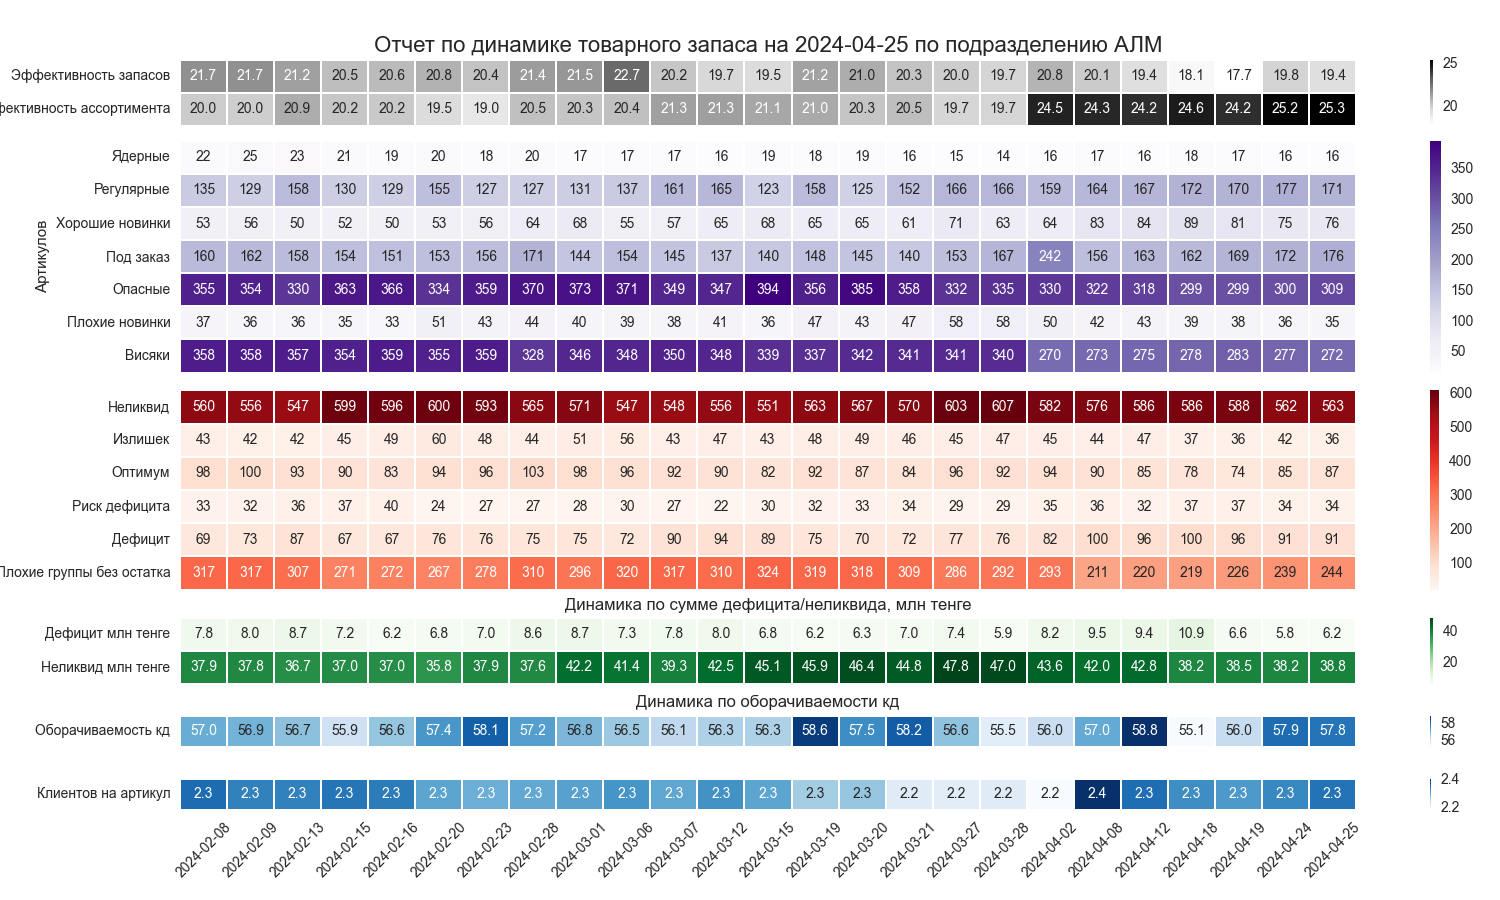 Отчет по динамике товарного запаса на 2024-04-25 по подразделению АЛМ
Эффективность запасов 21.7 21.7 21.2 20.5 20.6 20.8 20.4 21.4 21.5 22.7 20.2 19.7 19.5 21.2 21.0 20.3 20.0 19.7 20.8 20.1 19.4 18.1 17.7 19.8 19.4
фективность ассортимента 20.0 20.0 20.9 20.2 20.2 19.5 19.0 20.5 20.3 20.4 21.3 21.3 21.1 21.0 20.3 20.5 19.7 19.7 24.5 24.3 24.2 24.6 24.2 25.2 25.3
25
20
Артикулов
Ядерные 22 25 23 21 19 20 18 20 17 17 17 16 19 18 19 16 15 14 16 17 16 18 17 16 16
Регулярные 135 129 158 130 129 155 127 127 131 137 161 165 123 158 125 152 166 166 159 164 167 172 170 177 171
Хорошие новинки 53 56 50 52 50 53 56 64 68 55 57 65 68 65 65 61 71 63 64 83 84 89 81 75 76
Под заказ 160 162 158 154 151 153 156 171 144 154 145 137 140 148 145 140 153 167 242 156 163 162 169 172 176
Опасные 355 354 330 363 366 334 359 370 373 371 349 347 394 356 385 358 332 335 330 322 318 299 299 300 309
Плохие новинки 37 36 36 35 33 51 43 44 40 39 38 41 36 47 43 47 58 58 50 42 43 39 38 36 35
Висяки 358 358 357 354 359 355 359 328 346 348 350 348 339 337 342 341 341 340 270 273 275 278 283 277 272
350
300
250
200
150
100
50
Неликвид 560 556 547 599 596 600 593 565 571 547 548 556 551 563 567 570 603 607 582 576 586 586 588 562 563
Излишек 43 42 42 45 49 60 48 44 51 56 43 47 43 48 49 46 45 47 45 44 47 37 36 42 36
Оптимум 98 100 93 90 83 94 96 103 98 96 92 90 82 92 87 84 96 92 94 90 85 78 74 85 87
Риск дефицита 33 32 36 37 40 24 27 27 28 30 27 22 30 32 33 34 29 29 35 36 32 37 37 34 34
Дефицит 69 73 87 67 67 76 76 75 75 72 90 94 89 75 70 72 77 76 82 100 96 100 96 91 91
Плохие группы без остатка 317 317 307 271 272 267 278 310 296 320 317 310 324 319 318 309 286 292 293 211 220 219 226 239 244
600
500
400
300
200
100
Динамика по сумме дефицита/неликвида, млн тенге
Дефицит млн тенге 7.8 8.0 8.7 7.2 6.2 6.8 7.0 8.6 8.7 7.3 7.8 8.0 6.8 6.2 6.3 7.0 7.4 5.9 8.2 9.5 9.4 10.9 6.6 5.8 6.2
Неликвид млн тенге 37.9 37.8 36.7 37.0 37.0 35.8 37.9 37.6 42.2 41.4 39.3 42.5 45.1 45.9 46.4 44.8 47.8 47.0 43.6 42.0 42.8 38.2 38.5 38.2 38.8
40
20
Динамика по оборачиваемости кд
Оборачиваемость кд 57.0 56.9 56.7 55.9 56.6 57.4 58.1 57.2 56.8 56.5 56.1 56.3 56.3 58.6 57.5 58.2 56.6 55.5 56.0 57.0 58.8 55.1 56.0 57.9 57.8
58
56
Клиентов на артикул 2.3 2.3 2.3 2.3 2.3 2.3 2.3 2.3 2.3 2.3 2.3 2.3 2.3 2.3 2.3 2.2 2.2 2.2 2.2 2.4 2.3 2.3 2.3 2.3 2.3
2.4
2.2
2024-02-08 2024-02-09 2024-02-13 2024-02-15 2024-02-16 2024-02-20 2024-02-23 2024-02-28 2024-03-01 2024-03-06 2024-03-07 2024-03-12 2024-03-15 2024-03-19 2024-03-20 2024-03-21 2024-03-27 2024-03-28 2024-04-02 2024-04-08 2024-04-12 2024-04-18 2024-04-19 2024-04-24 2024-04-25